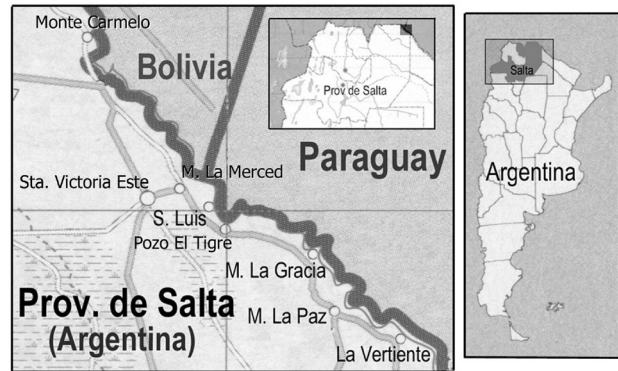 Monte Carmelo
Bolivia
Prov de Salta
Paraguay
M. La Merced
Sta. Victoria Este
S. Luis
Pozo El Tigre
M. La Gracia
Prov. de Salta
(Argentina)
M. La Paz
La Vertiente
Salta
Argentina